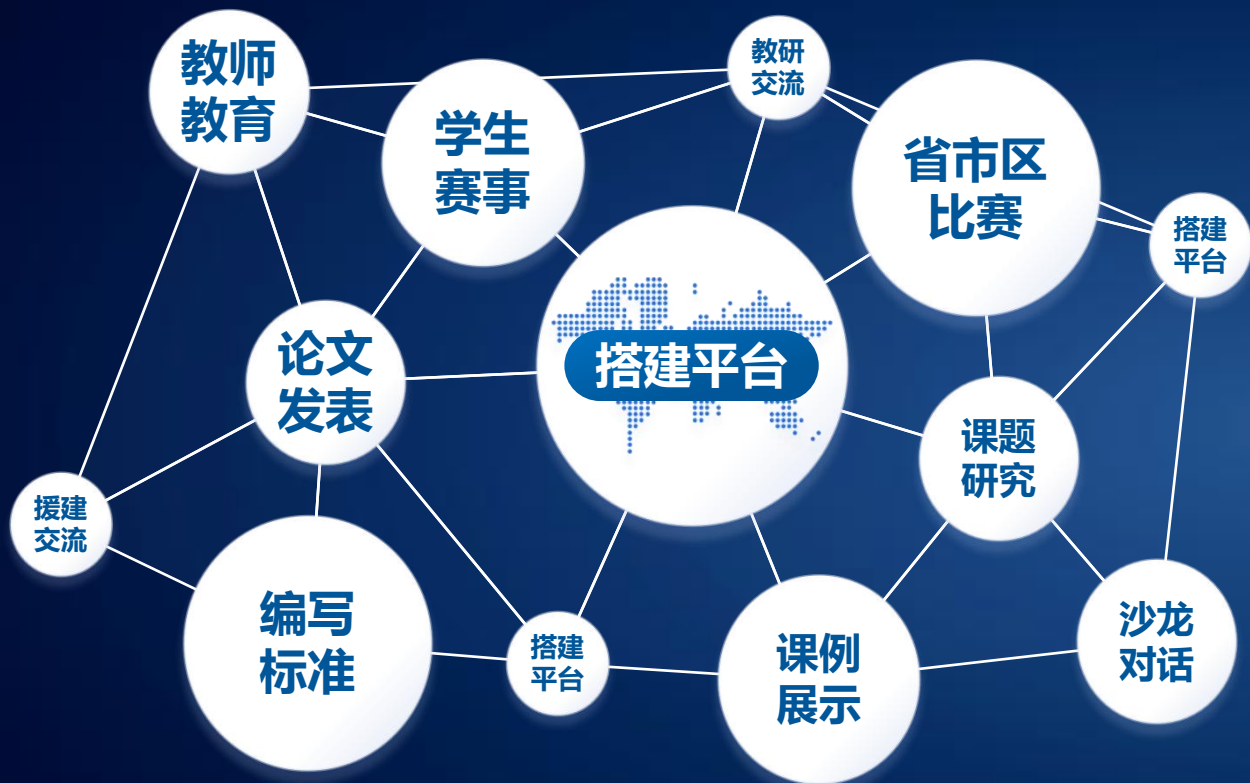 教师
教育
学生
赛事
教研
交流
省市区
比赛
搭建
平台
搭建平台
论文
发表
课题
研究
援建
交流
编写
标准
搭建
平台
课例
展示
沙龙
对话